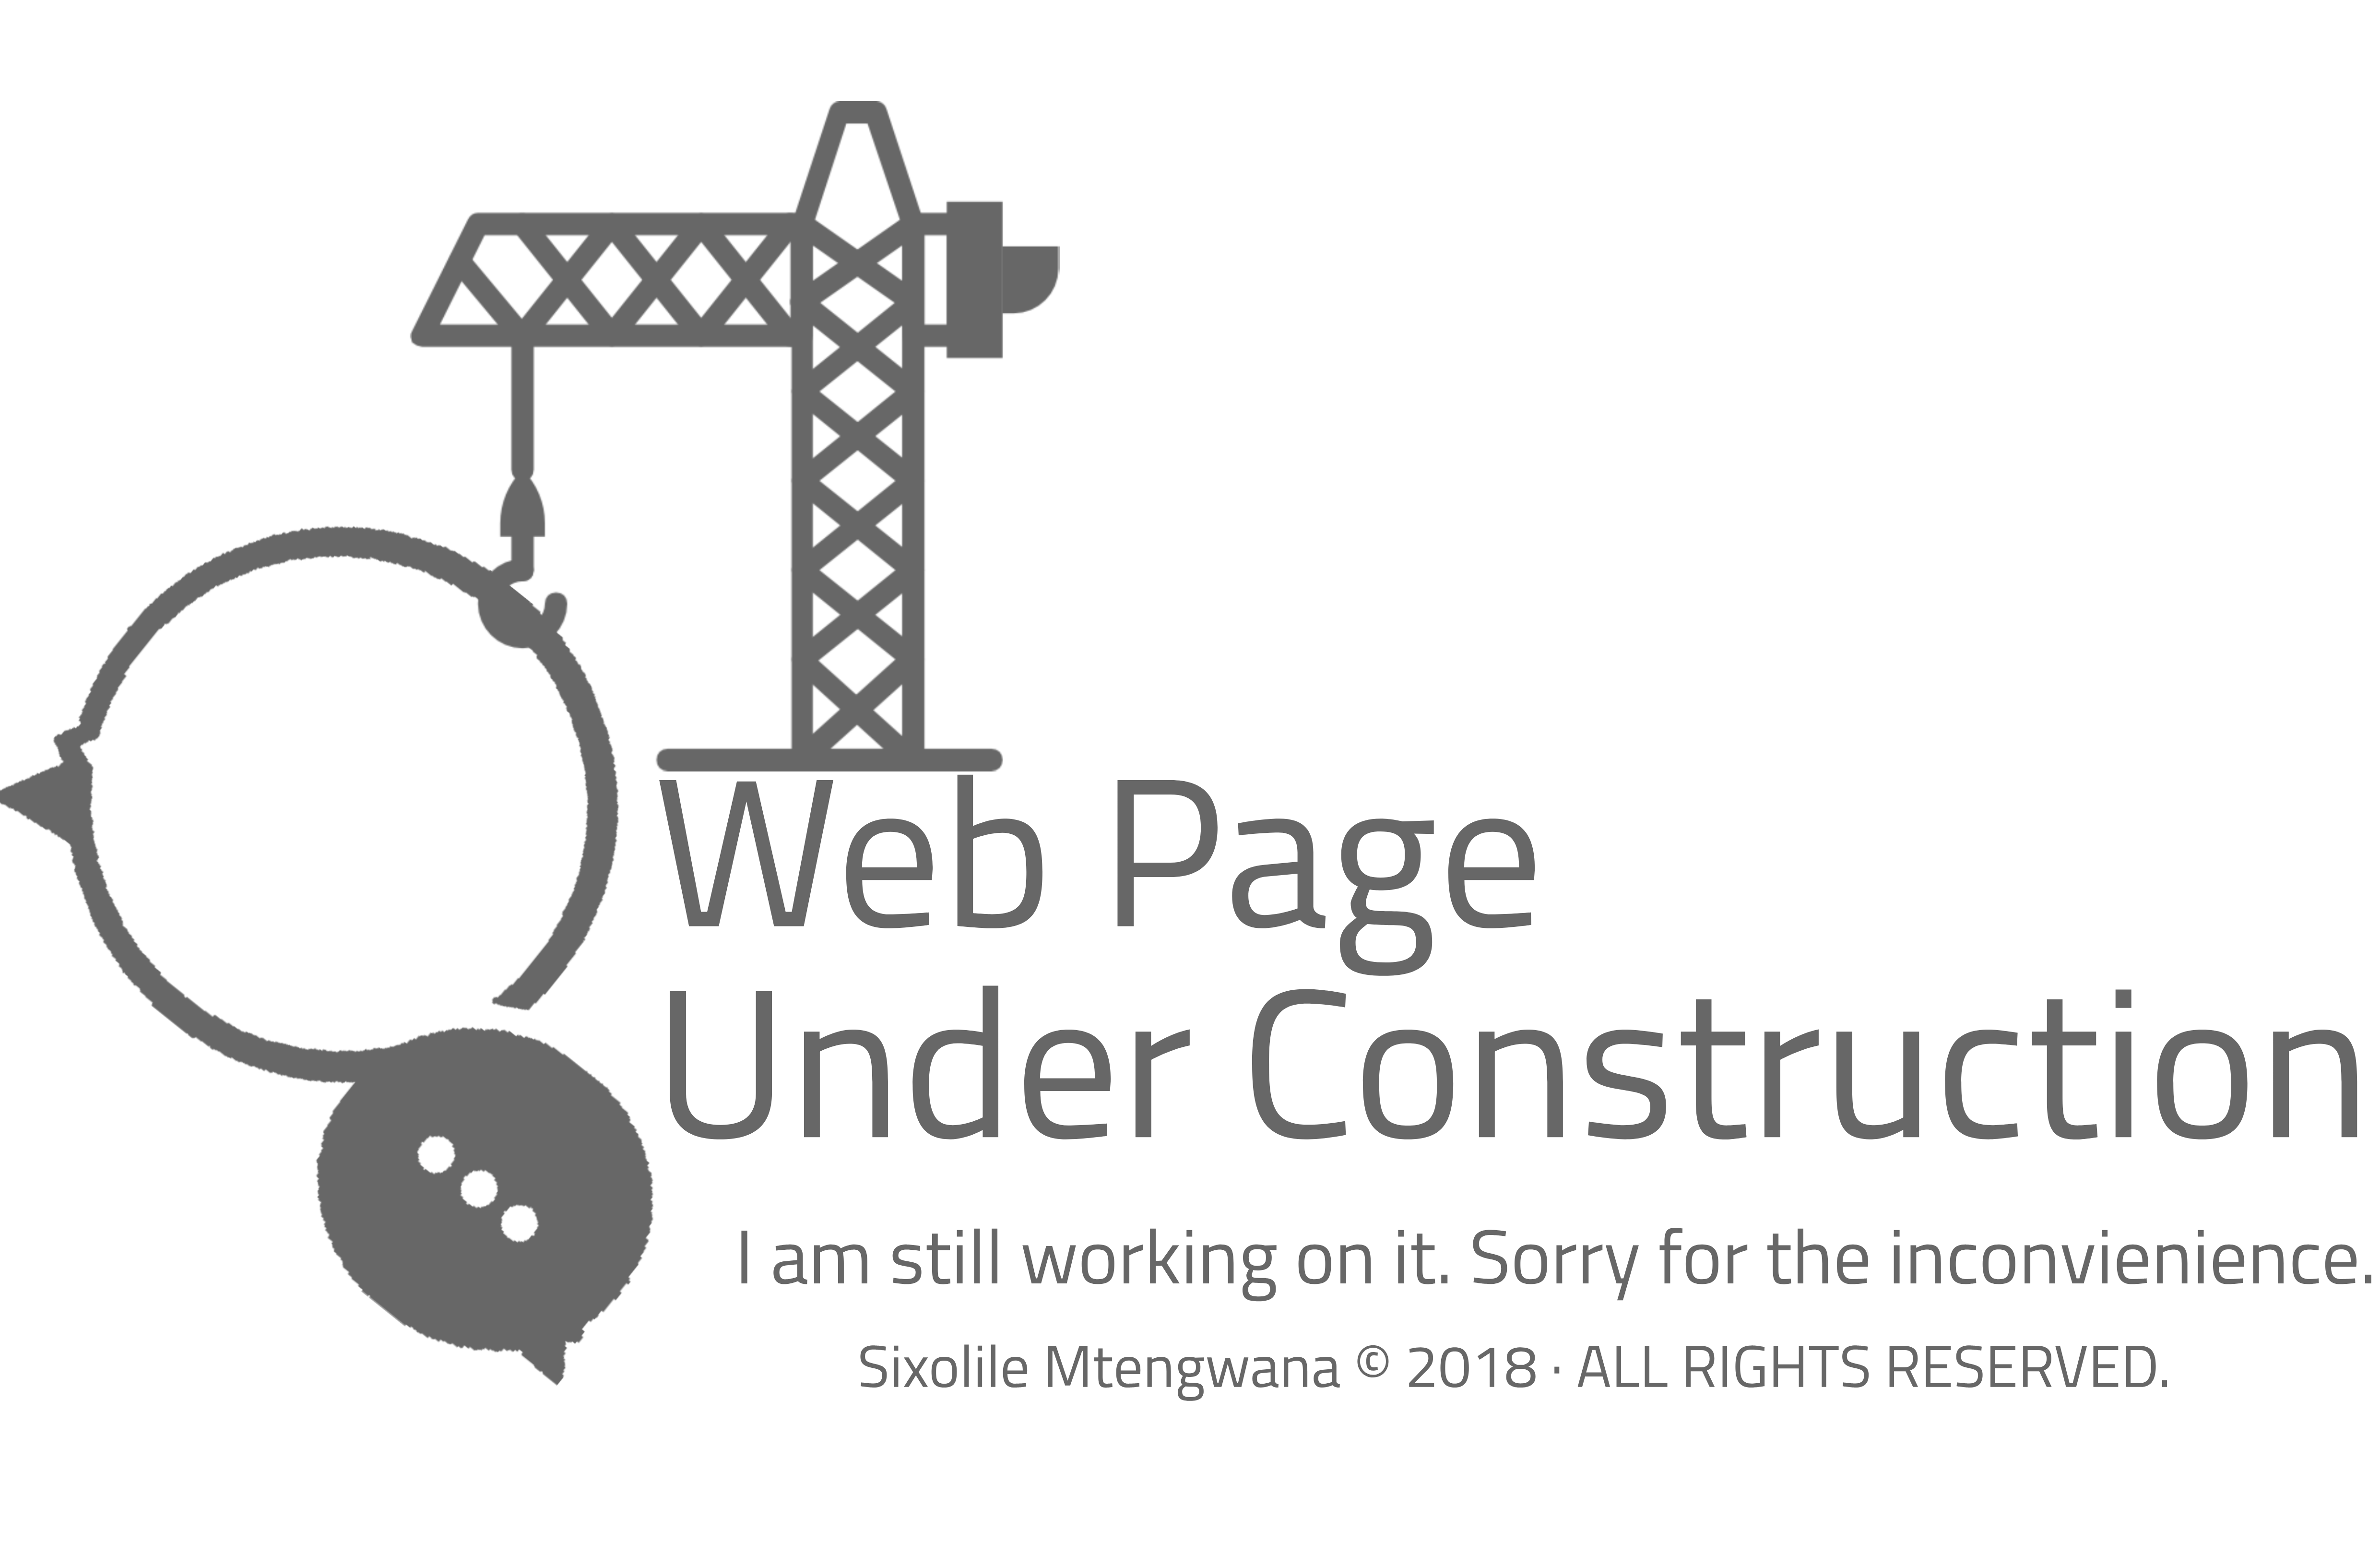 Web Page
Under Construction
I am still working on it. Sorry for the inconvienience.
Sixolile Mtengwana © 2018 · ALL RIGHTS RESERVED.